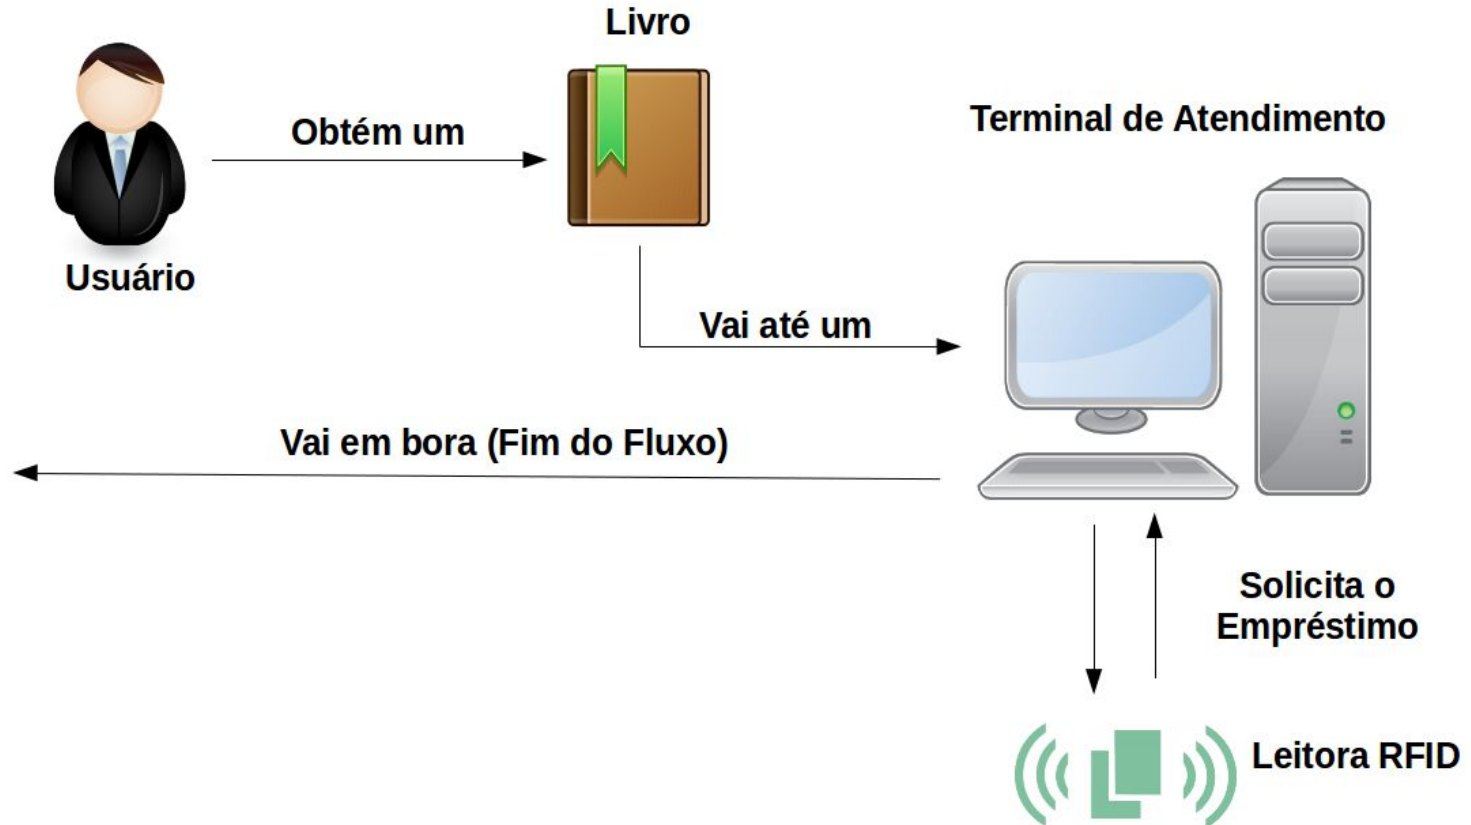 Livro
Obtém um
Terminal de Atendimento
Usuário
Vai até um
Vai em bora (Fim do Fluxo)
Solicita o
Empréstimo
Leitora RFID